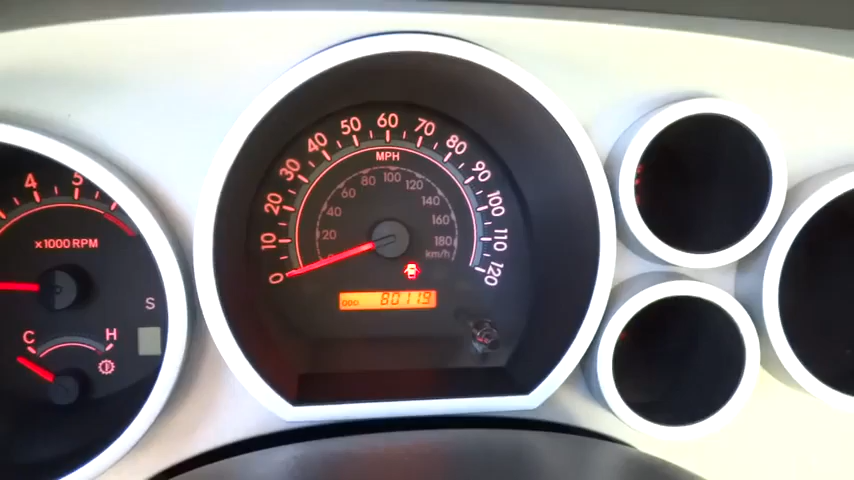 4 5
x1000 RPM
S
C H
0 10 20 30 40 50 60 70 80 90 100 110 120
MPH
20 40 60 80 100 120 140 160 180
km/h
ODO 80119